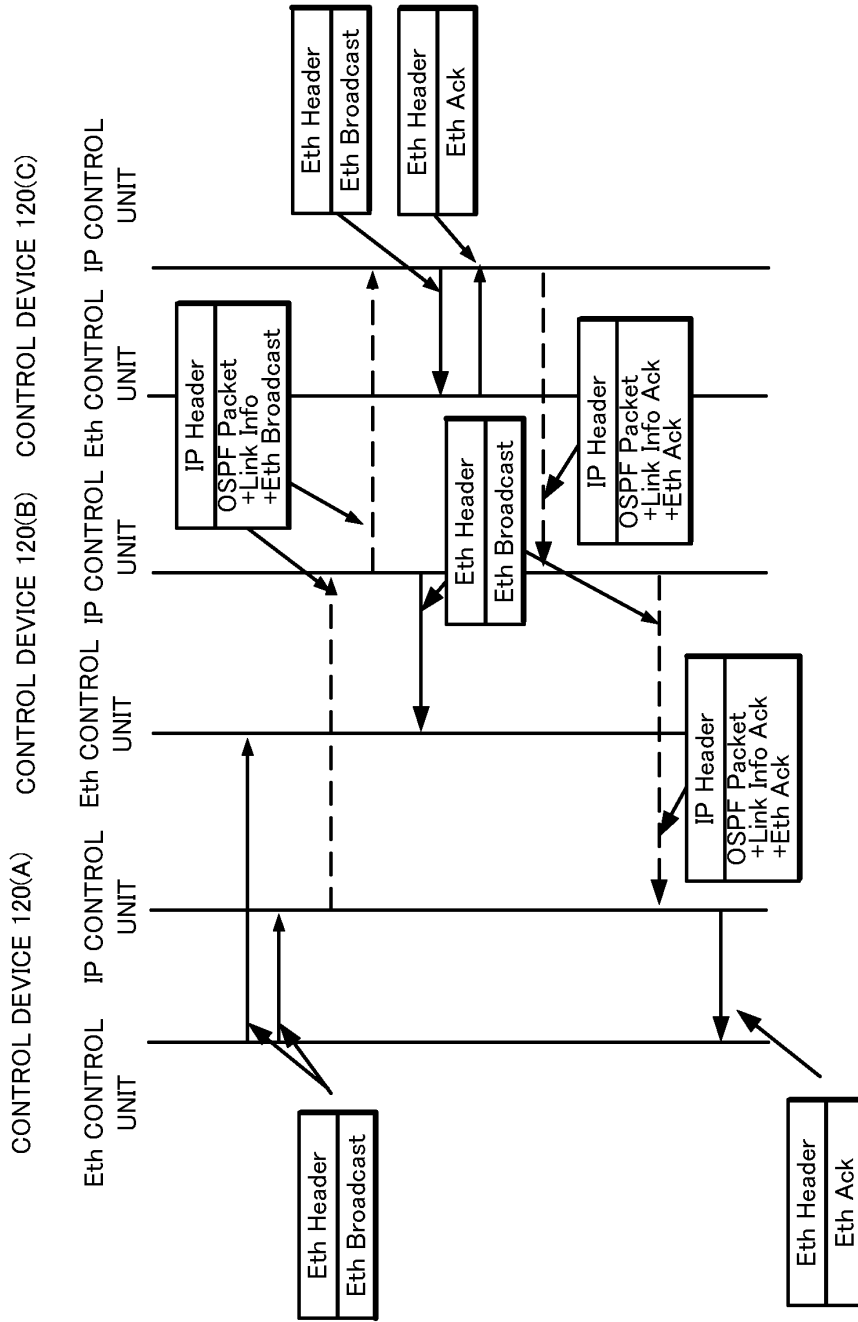 CONTROL DEVICE 120(A)
CONTROL DEVICE 120(B)
CONTROL DEVICE 120(C)
Eth CONTROL
UNIT
IP CONTROL
UNIT
Eth CONTROL
UNIT
IP CONTROL
UNIT
Eth CONTROL
UNIT
IP CONTROL
UNIT
Eth Header
Eth Broadcast
IP Header
OSPF Packet
+Link Info
+Eth Broadcast
Eth Header
Eth Broadcast
Eth Header
Eth Ack
Eth Header
Eth Broadcast
IP Header
OSPF Packet
+Link Info Ack
+Eth Ack
IP Header
OSPF Packet
+Link Info Ack
+Eth Ack
Eth Header
Eth Ack